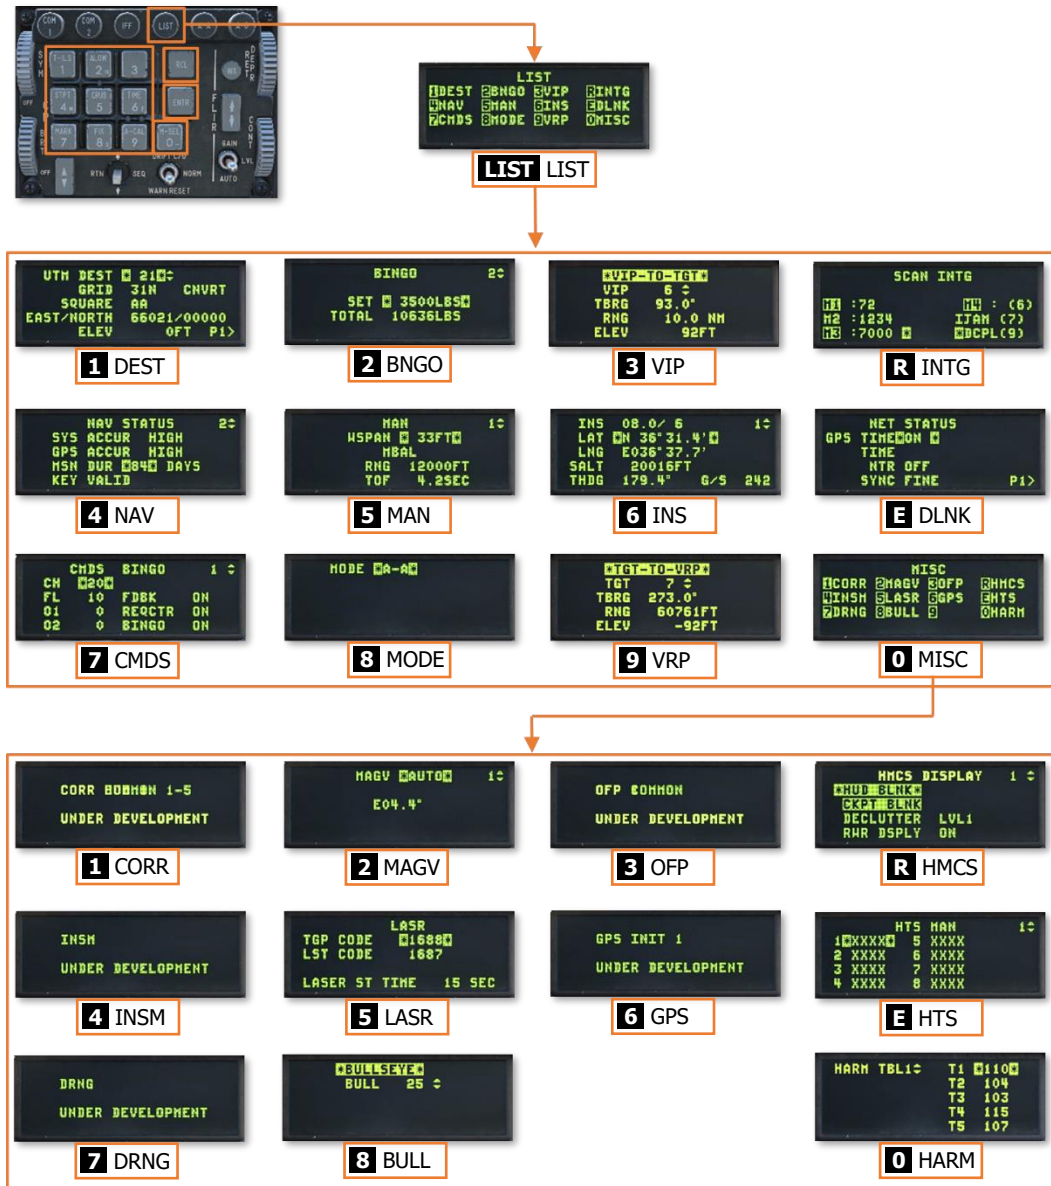 COM 1 COM 2 IFF LIST A-A A-G
T-ILS 1 ALOW 2 N 3 RCL
STPT 4 W CRUS 5 TIME 6 E ENTR
MARK 7 FIX 8 S A-CAL 9 M-SEL 0 -
SYM
BRT
RET DEPR
CONT
FLIR
WX
OFF
OFF
RTN SEQ
DRIFT C/O
NORM
WARN RESET
GAIN
LVL
AUTO
LIST
1DEST 2BNGO 3VIP RINTG
4NAV 5MAN 6INS EDLNK
7CMDS 8MODE 9VRP 0MISC
LIST LIST
UTM DEST * 21*
GRID 31N CNVRT
SQUARE AA
EAST/NORTH 66021/00000
ELEV 0FT P1>
1 DEST
BINGO 2
SET * 3500LBS*
TOTAL 10636LBS
2 BNGO
*VIP-TO-TGT*
VIP 6
TBRG 93.0°
RNG 10.0 NM
ELEV 92FT
3 VIP
SCAN INTG
M1 :72 M4 : (6)
M2 :1234 IJAM (7)
M3 :7000 * *DCPL(9)
R INTG
NAV STATUS 2
SYS ACCUR HIGH
GPS ACCUR HIGH
MSN DUR *84* DAYS
KEY VALID
4 NAV
MAN 1
WSPAN * 33FT*
MBAL
RNG 12000FT
TOF 4.2SEC
5 MAN
INS 08.0/ 6 1
LAT *N 36°31.4'*
LNG E036°37.7'
SALT 20016FT
THDG 179.4° G/S 242
6 INS
NET STATUS
GPS TIME*ON *
TIME
NTR OFF
SYNC FINE P1>
E DLNK
CMDS BINGO 1
CH *20*
FL 10 FDBK ON
O1 0 REQCTR ON
O2 0 BINGO ON
7 CMDS
MODE *A-A*
8 MODE
*TGT-TO-VRP*
TGT 7
TBRG 273.0°
RNG 60761FT
ELEV -92FT
9 VRP
MISC
1CORR 2MAGV 3OFP RHMCS
4INSM 5LASR 6GPS EHTS
7DRNG 8BULL 9 0HARM
0 MISC
CORR 1-5
UNDER DEVELOPMENT
1 CORR
MAGV *AUTO* 1
E04.4°
2 MAGV
OFP COMMON
UNDER DEVELOPMENT
3 OFP
HMCS DISPLAY 1
*HUD BLNK*
CKPT BLNK
DECLUTTER LVL1
RWR DSPLY ON
R HMCS
INSM
UNDER DEVELOPMENT
4 INSM
LASR
TGP CODE *1688*
LST CODE 1687
LASER ST TIME 15 SEC
5 LASR
GPS INIT 1
UNDER DEVELOPMENT
6 GPS
HTS MAN 1
1*XXXX* 5 XXXX
2 XXXX 6 XXXX
3 XXXX 7 XXXX
4 XXXX 8 XXXX
E HTS
DRNG
UNDER DEVELOPMENT
7 DRNG
*BULLSEYE*
BULL 25
8 BULL
HARM TBL1 T1 *110*
T2 104
T3 103
T4 115
T5 107
0 HARM